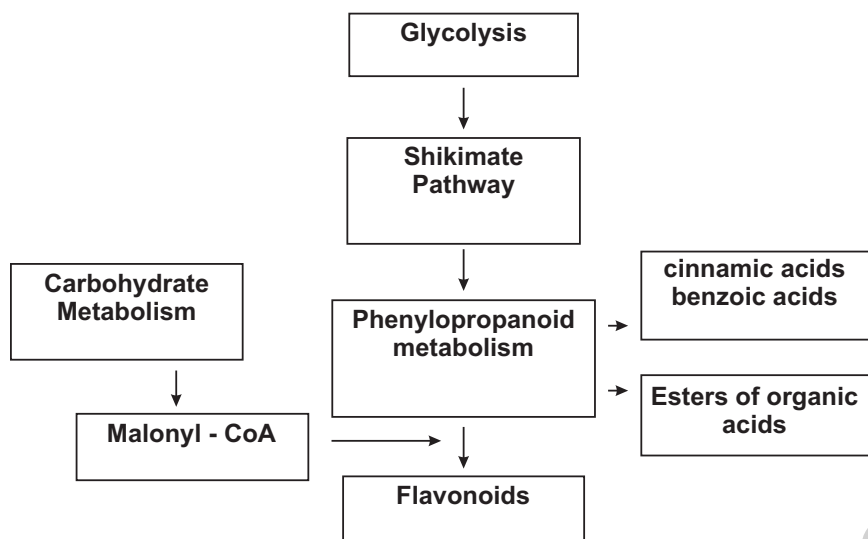 Glycolysis
Shikimate
Pathway
Carbohydrate
Metabolism
Phenylopropanoid
metabolism
cinnamic acids
benzoic acids
Esters of organic
acids
Malonyl - CoA
Flavonoids